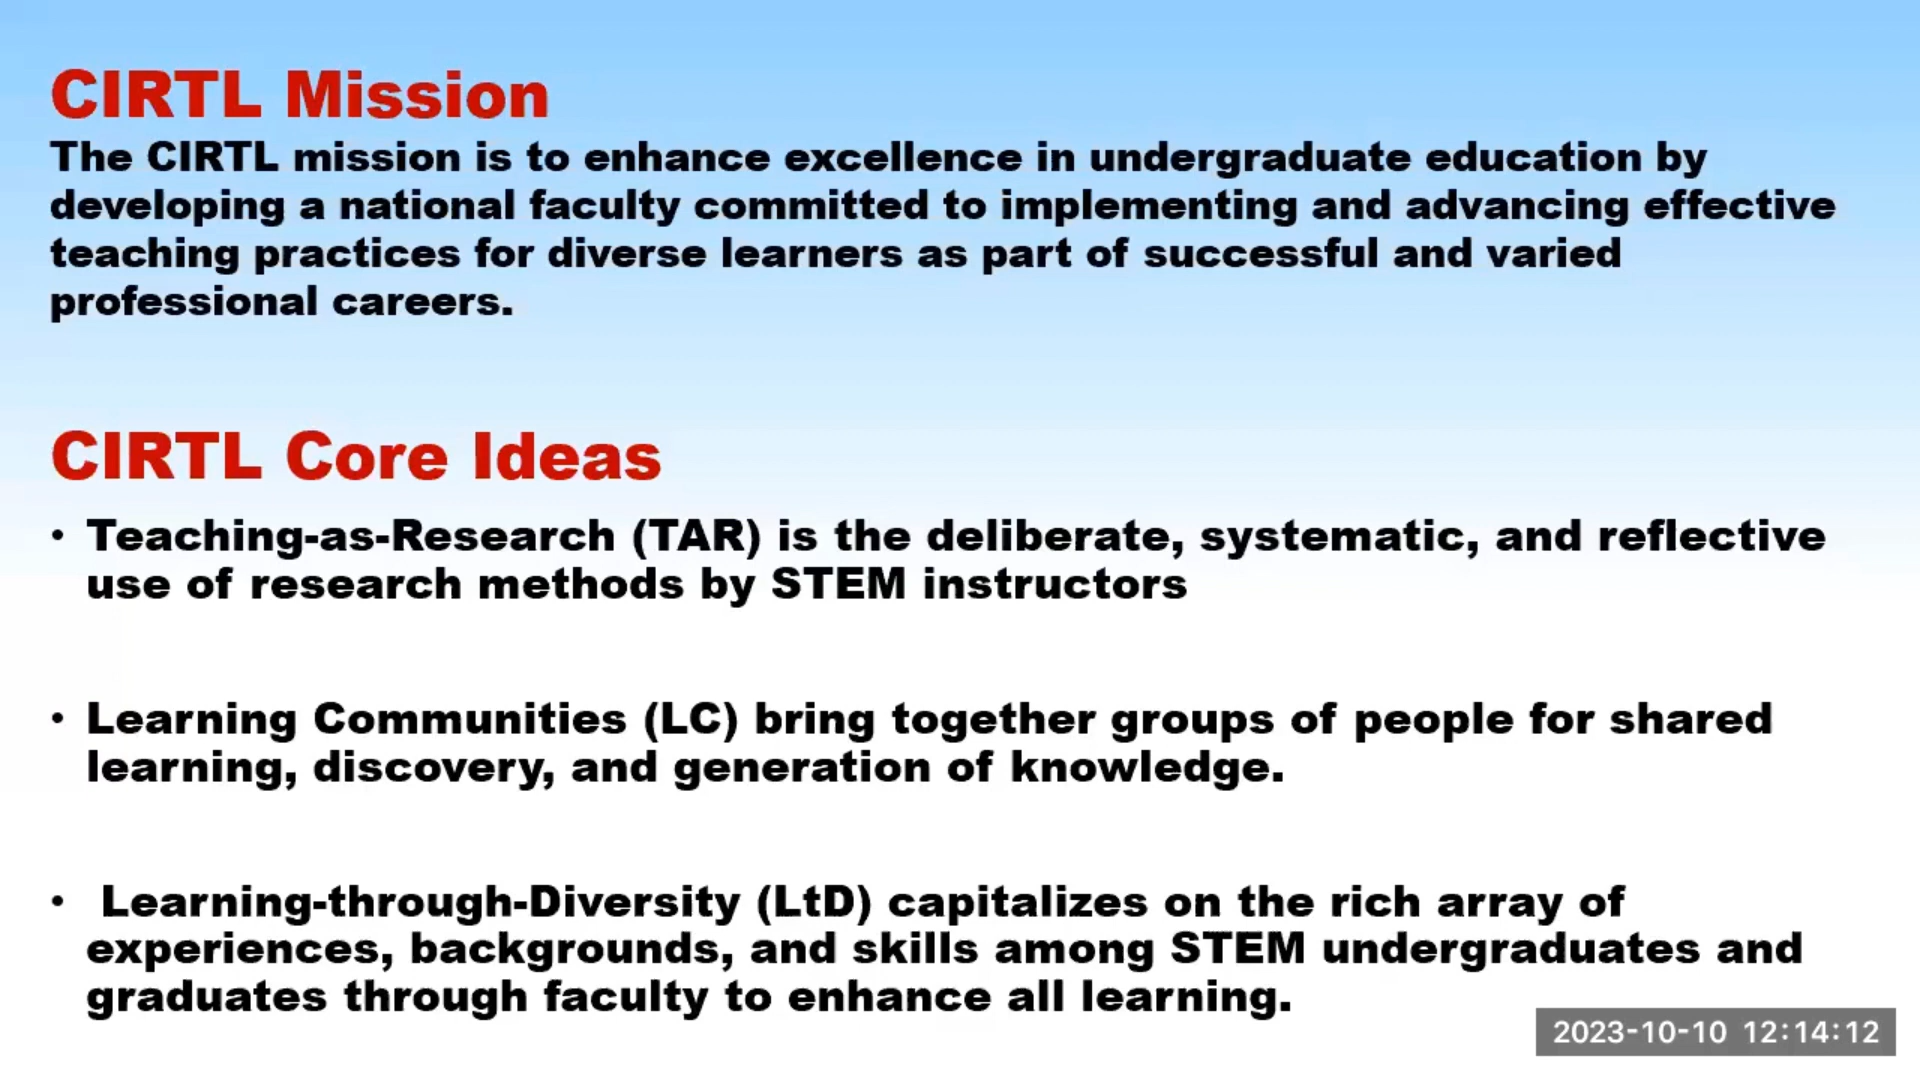 CIRTL Mission
The CIRTL mission is to enhance excellence in undergraduate education by
developing a national faculty committed to implementing and advancing effective
teaching practices for diverse learners as part of successful and varied
professional careers.
CIRTL Core Ideas
• Teaching-as-Research (TAR) is the deliberate, systematic, and reflective
use of research methods by STEM instructors
• Learning Communities (LC) bring together groups of people for shared
learning, discovery, and generation of knowledge.
• Learning-through-Diversity (LtD) capitalizes on the rich array of
experiences, backgrounds, and skills among STEM undergraduates and
graduates through faculty to enhance all learning.
2023-10-10 12:14:12